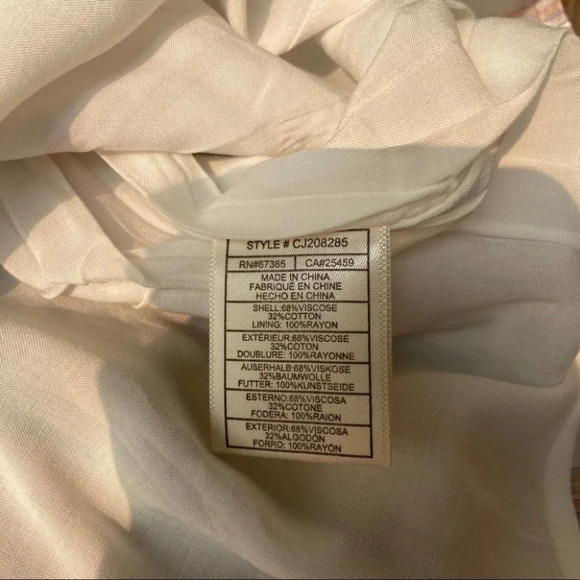 STYLE # CJ208285
RN#67365 CA#25459
MADE IN CHINA
FABRIQUÉ EN CHINE
HECHO EN CHINA
SHELL:68%VISCOSE
32%COTTON
LINING: 100%RAYON
EXTÉRIEUR:68%VISCOSE
32%COTON
DOUBLURE: 100%RAYONNE
AUßERHALB:68%VISKOSE
32%BAUMWOLLE
FUTTER: 100%KUNSTSEIDE
ESTERNO:68%VISCOSA
32%COTONE
FODERA: 100%RAION
EXTERIOR:68%VISCOSA
32%ALGODÓN
FORRO: 100%RAYÓN